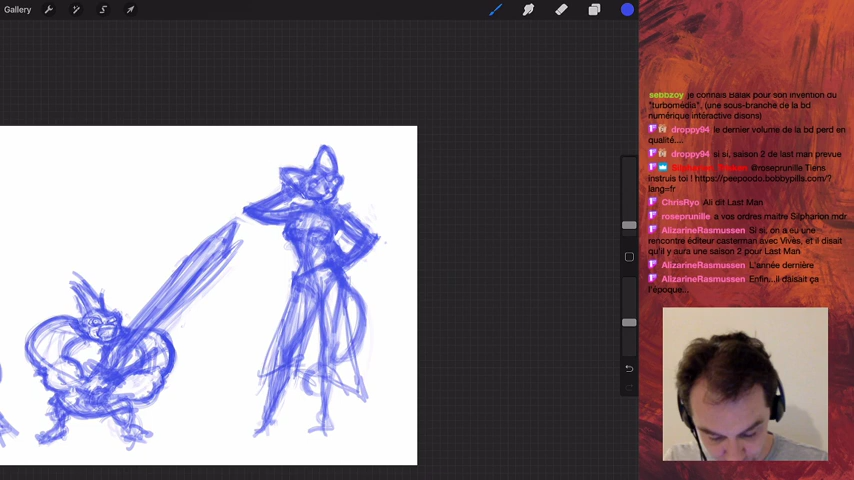 Gallery
sebbzoy je connais Balak pour son invention du
"turbomédia", (une sous-branche de la bd
numérique intéractive disons)
droppy94 le dernier volume de la bd perd en
qualité....
droppy94 si si, saison 2 de last man prevue
@roseprunille Tiens
instruis toi ! https://peepoodo.bobbypills.com/?
lang=fr
ChrisRyo Ali dit Last Man
roseprunille a vos ordres maitre Silpharion mdr
AlizarineRasmussen Si si, on a eu une
rencontre éditeur casterman avec Vivès, et il disait
qu'il y aura une saison 2 pour Last Man
AlizarineRasmussen L'année dernière
AlizarineRasmussen Enfin...il disait ça
l'époque...